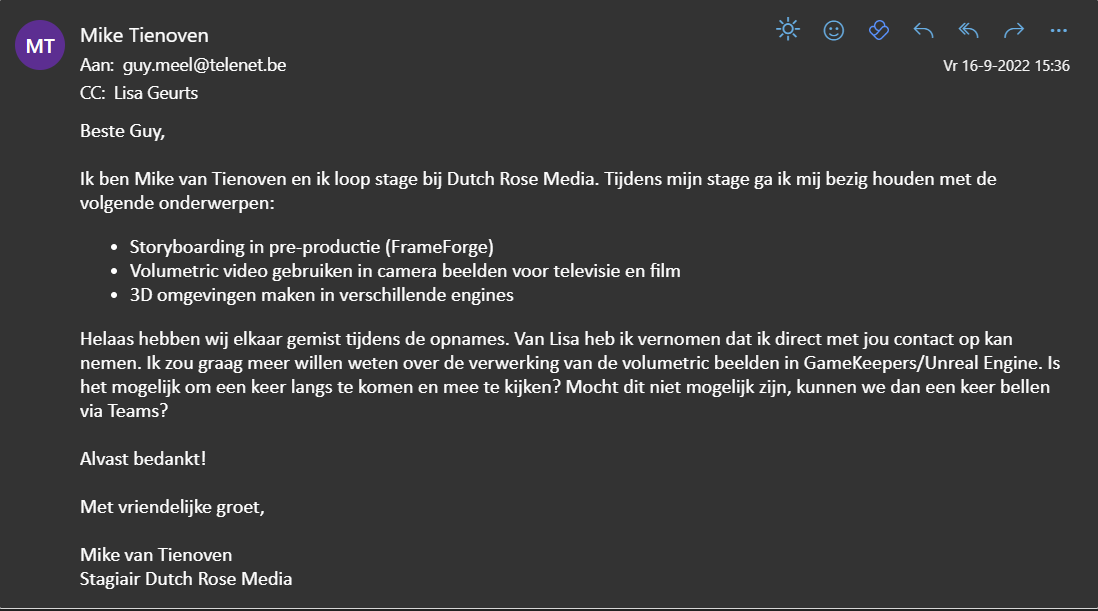 MT
Mike Tienoven
Aan: guy.meel@telenet.be
Vr 16-9-2022 15:36
CC: Lisa Geurts
Beste Guy,
Ik ben Mike van Tienoven en ik loop stage bij Dutch Rose Media. Tijdens mijn stage ga ik mij bezig houden met de
volgende onderwerpen:
• Storyboarding in pre-productie (FrameForge)
• Volumetric video gebruiken in camera beelden voor televisie en film
• 3D omgevingen maken in verschillende engines
Helaas hebben wij elkaar gemist tijdens de opnames. Van Lisa heb ik vernomen dat ik direct met jou contact op kan
nemen. Ik zou graag meer willen weten over de verwerking van de volumetric beelden in GameKeepers/Unreal Engine. Is
het mogelijk om een keer langs te komen en mee te kijken? Mocht dit niet mogelijk zijn, kunnen we dan een keer bellen
via Teams?
Alvast bedankt!
Met vriendelijke groet,
Mike van Tienoven
Stagiair Dutch Rose Media